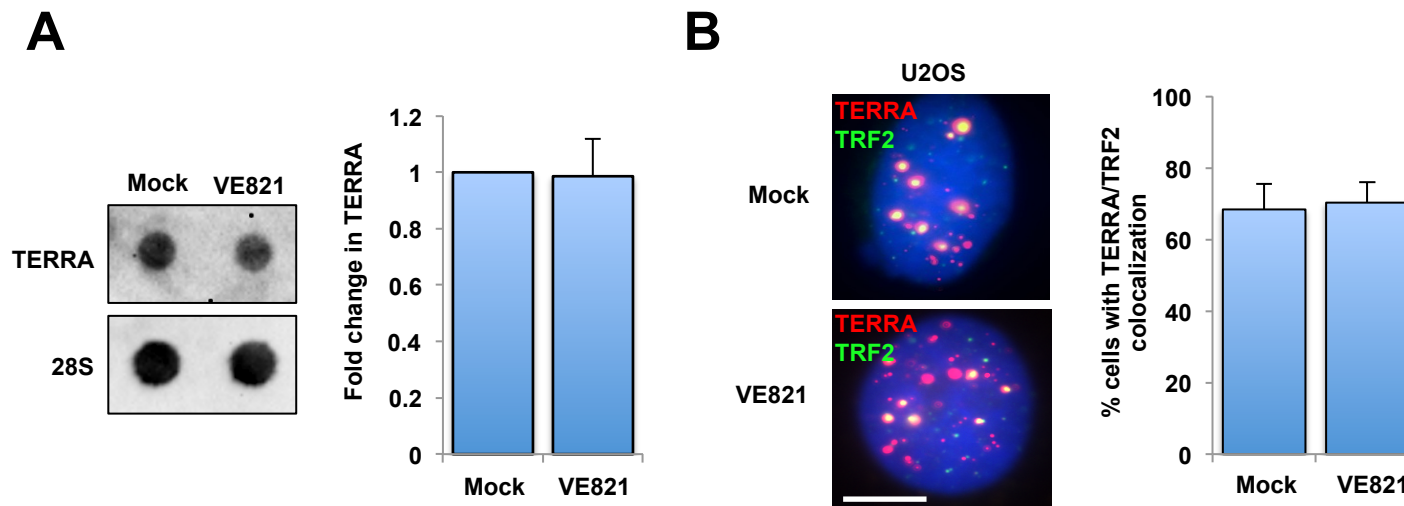 A
Mock VE821
TERRA
28S
Fold change in TERRA
1.2
1
0.8
0.6
0.4
0.2
0
Mock VE821
B
U2OS
Mock
TERRA
TRF2
VE821
TERRA
TRF2
% cells with TERRA/TRF2
colocalization
100
80
60
40
20
0
Mock VE821